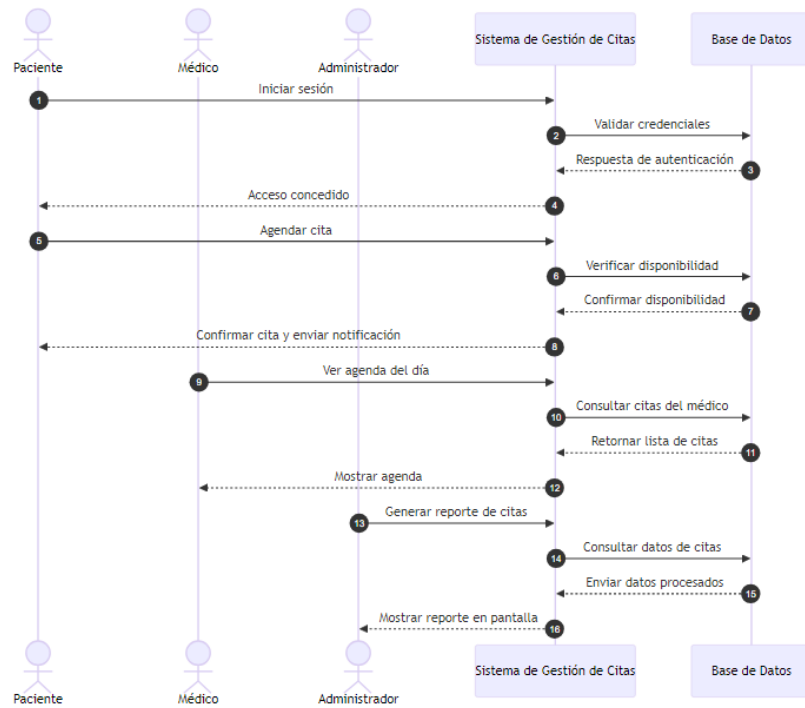 Paciente
Médico
Administrador
Sistema de Gestión de Citas
Base de Datos
Iniciar sesión
1
Validar credenciales
2
Respuesta de autenticación
3
Acceso concedido
4
Agendar cita
5
Verificar disponibilidad
6
Confirmar disponibilidad
7
Confirmar cita y enviar notificación
8
Ver agenda del día
9
Consultar citas del médico
10
Retornar lista de citas
11
Mostrar agenda
12
Generar reporte de citas
13
Consultar datos de citas
14
Enviar datos procesados
15
Mostrar reporte en pantalla
16
Paciente
Médico
Administrador
Sistema de Gestión de Citas
Base de Datos